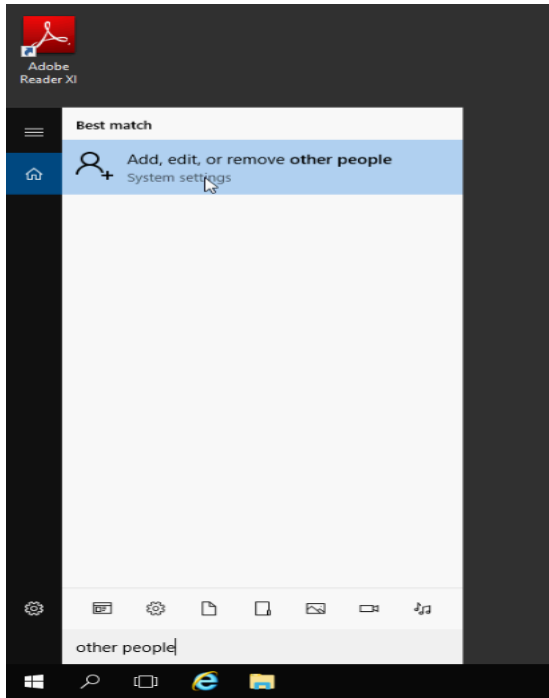 Adobe
Reader XI
Best match
Add, edit, or remove other people
System settings
other people